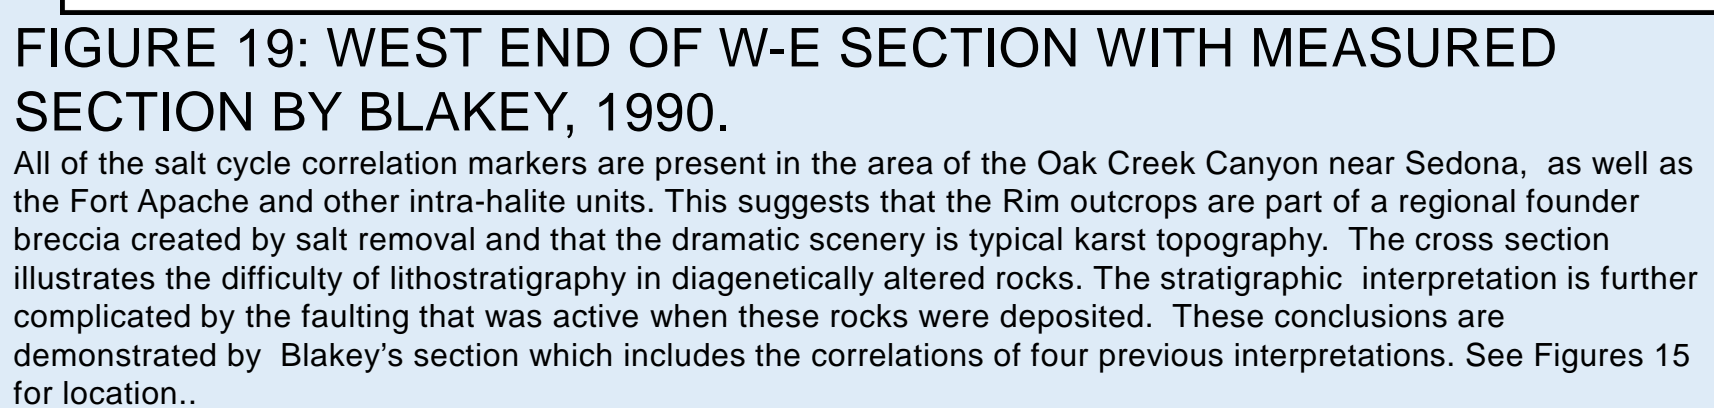 FIGURE 19: WEST END OF W-E SECTION WITH MEASURED
SECTION BY BLAKEY, 1990.
All of the salt cycle correlation markers are present in the area of the Oak Creek Canyon near Sedona,  as well as
the Fort Apache and other intra-halite units. This suggests that the Rim outcrops are part of a regional founder
breccia created by salt removal and that the dramatic scenery is typical karst topography.  The cross section
illustrates the difficulty of lithostratigraphy in diagenetically altered rocks. The stratigraphic  interpretation is further
complicated by the faulting that was active when these rocks were deposited.  These conclusions are
demonstrated by  Blakey's section which includes the correlations of four previous interpretations. See Figures 15
for location..